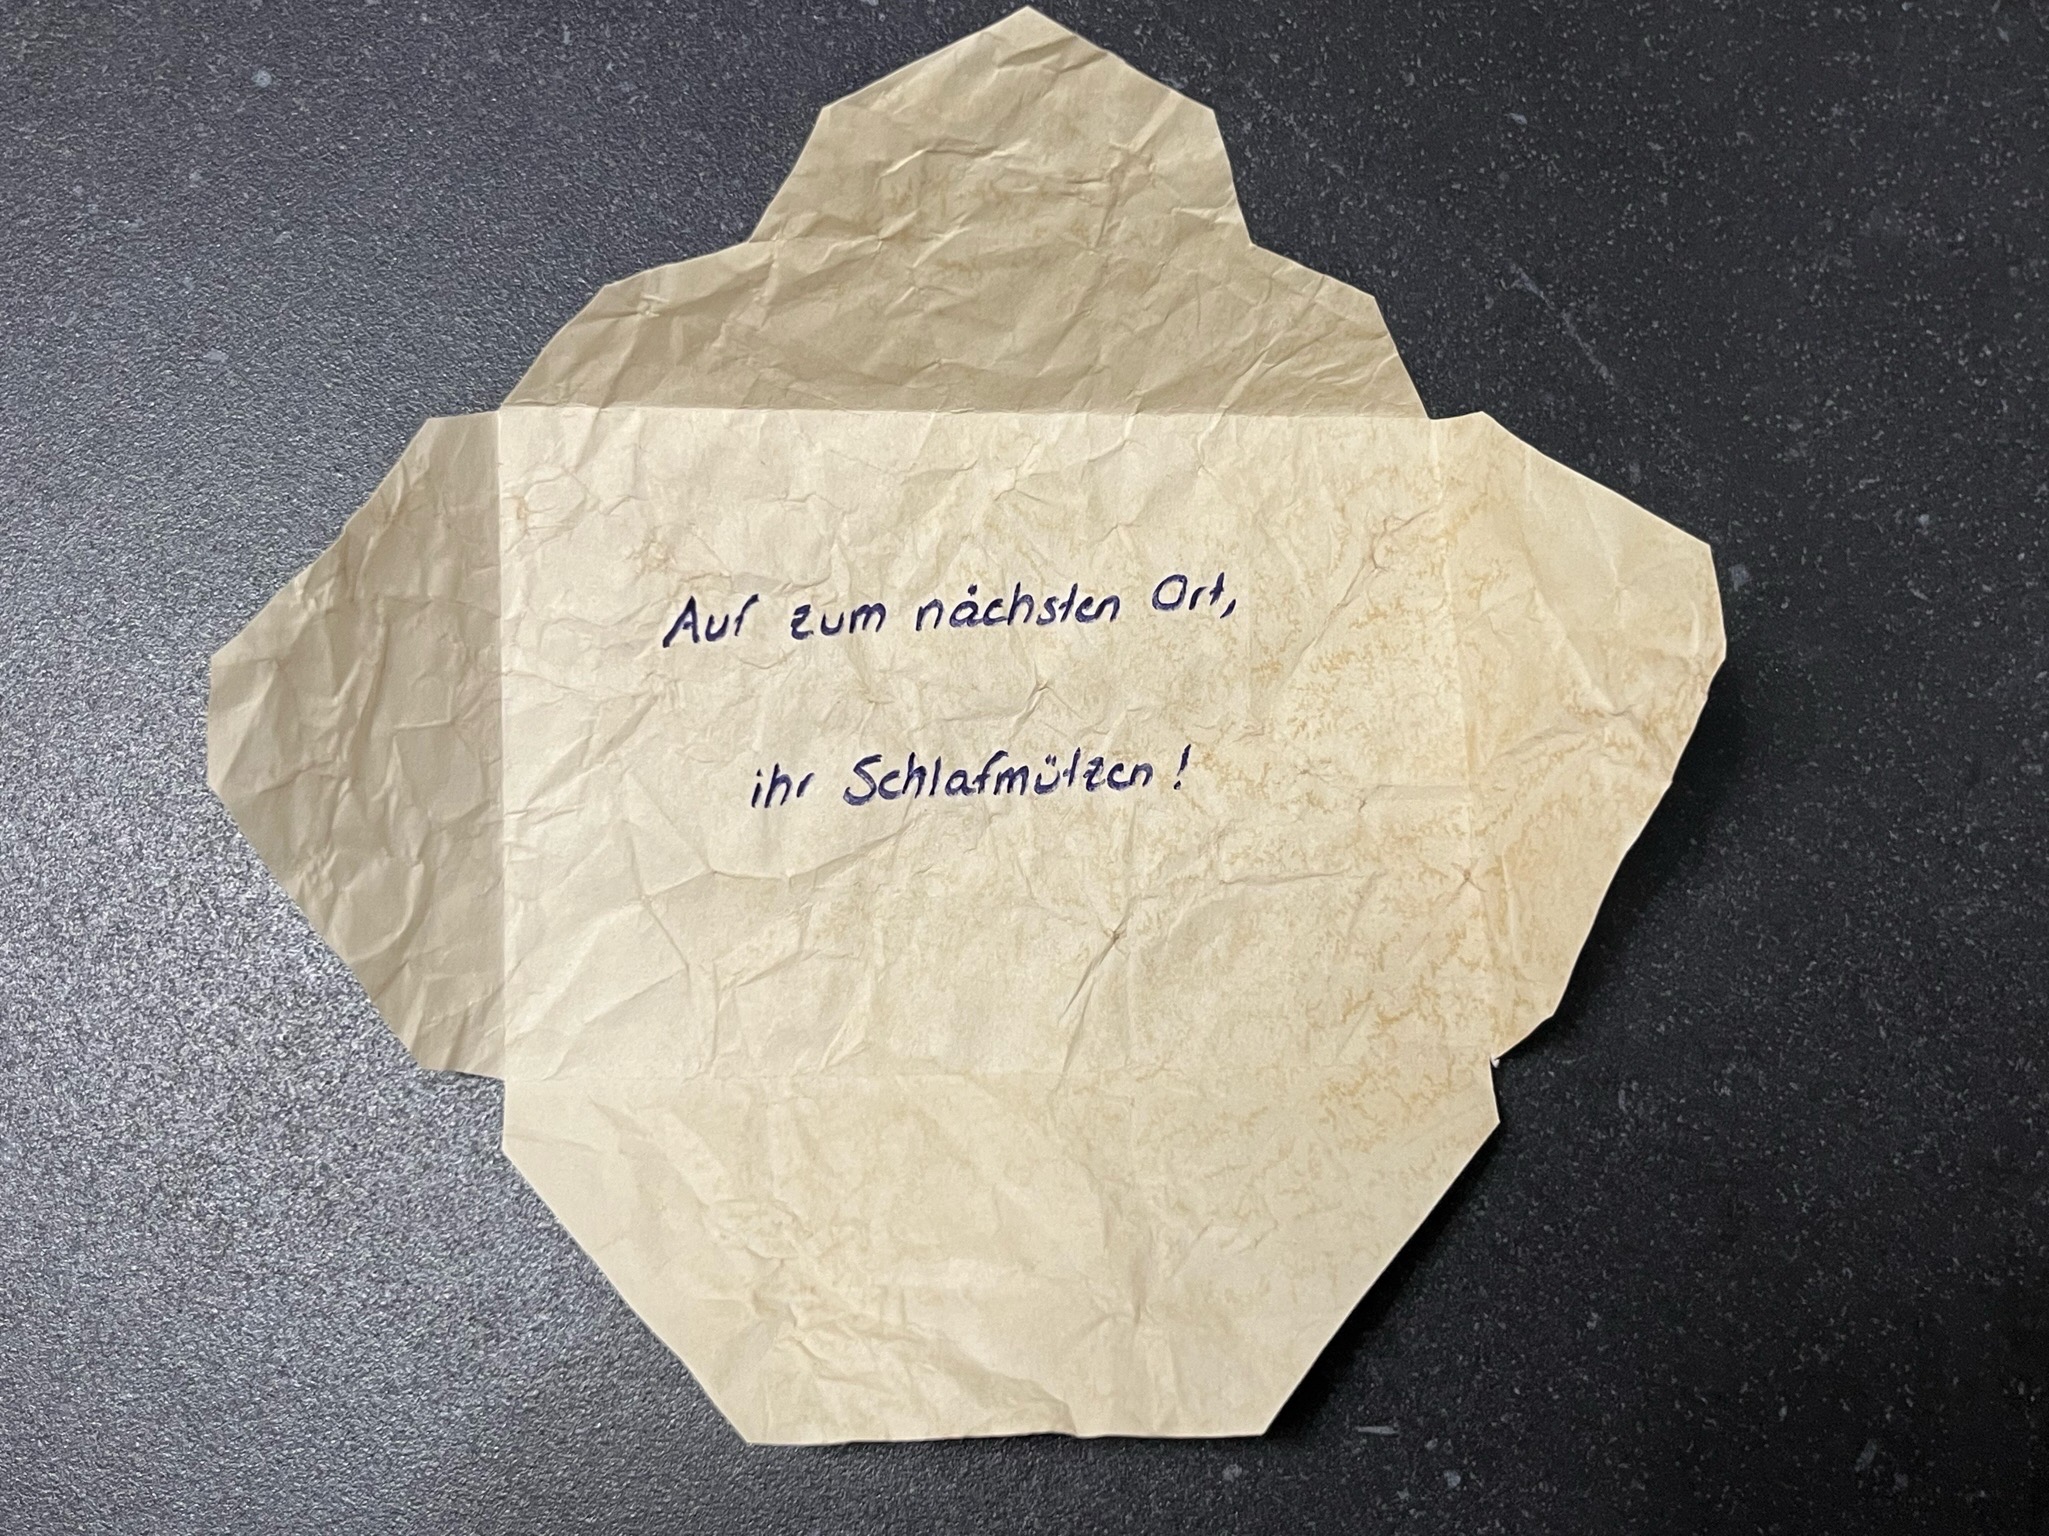 Auf zum nächsten Ort,
ihr Schlafmützen!